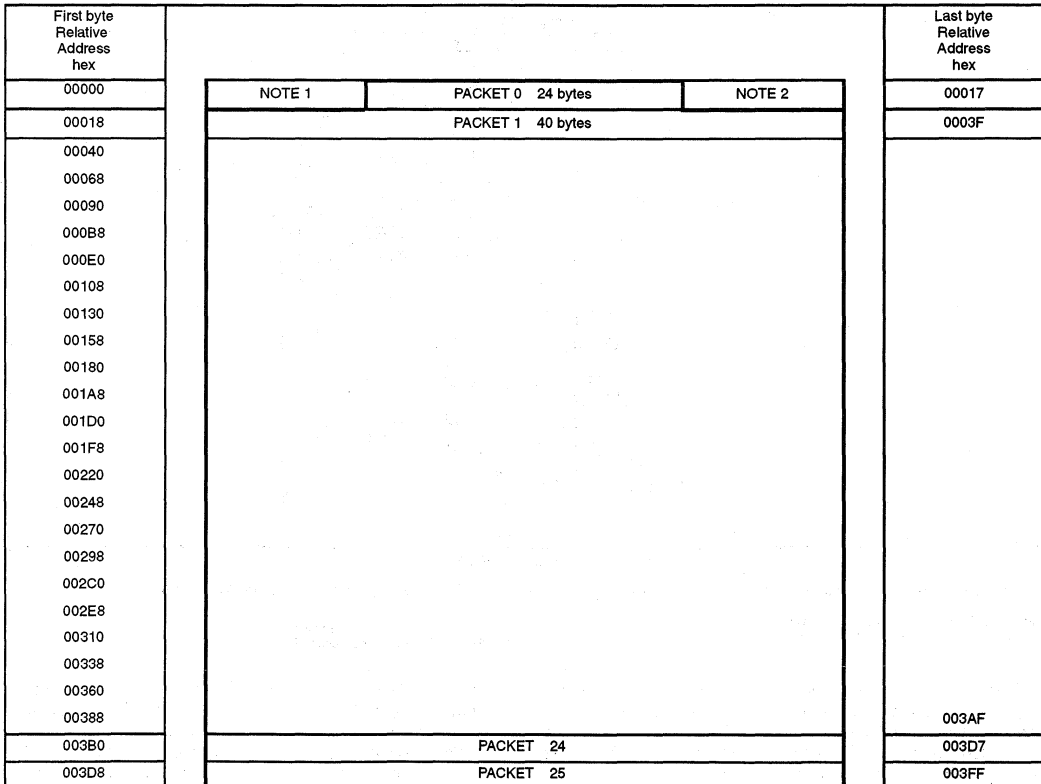 First byte
Relative
Address
hex
Last byte
Relative
Address
hex
00000 NOTE 1 PACKET 0 24 bytes NOTE 2 00017
00018 PACKET 1 40 bytes 0003F
00040
00068
00090
000B8
000E0
00108
00130
00158
00180
001A8
001D0
001F8
00220
00248
00270
00298
002C0
002E8
00310
00338
00360
00388 003AF
003B0 PACKET 24 003D7
003D8 PACKET 25 003FF